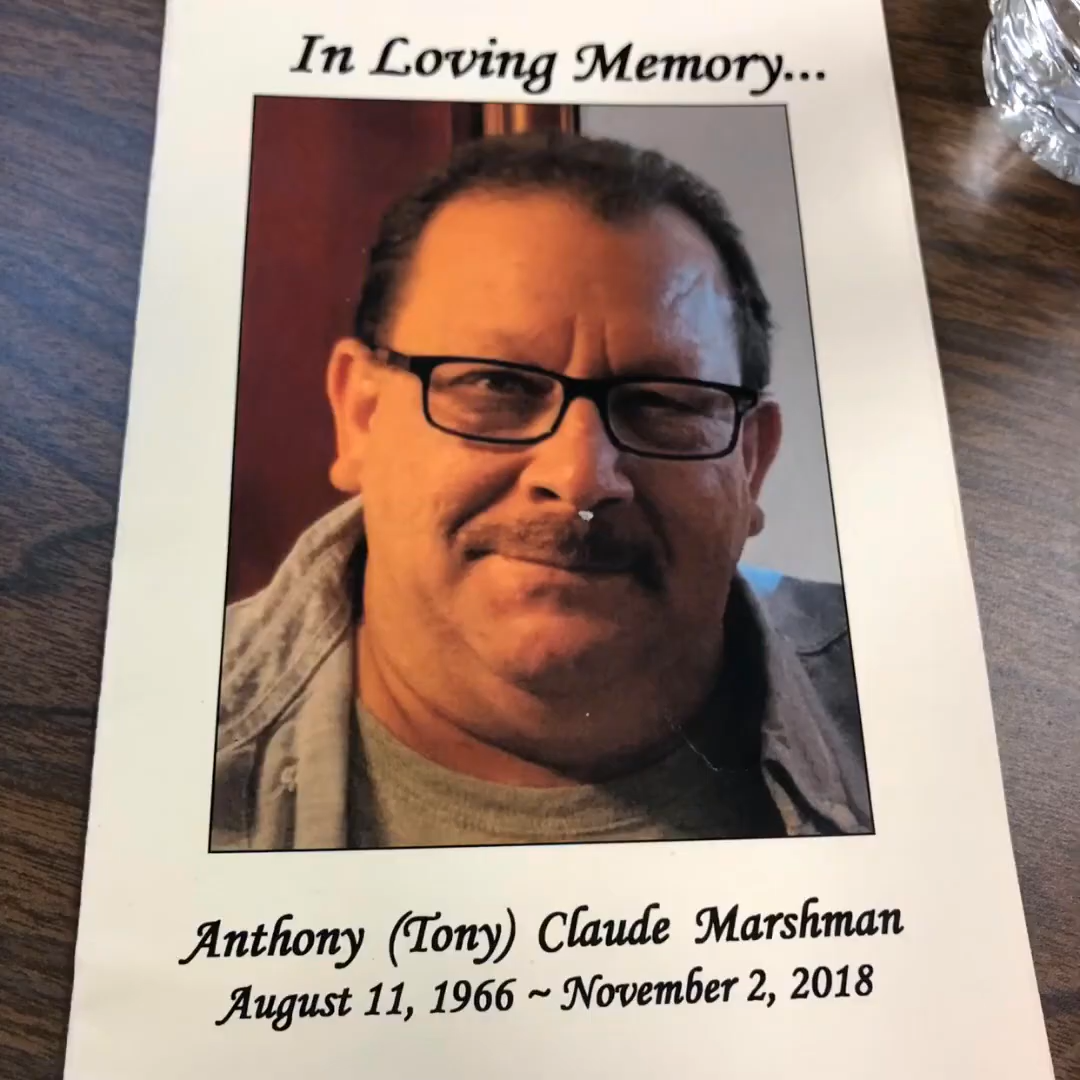 In Loving Memory...
Anthony (Tony) Claude Marshman
August 11, 1966 ~ November 2, 2018